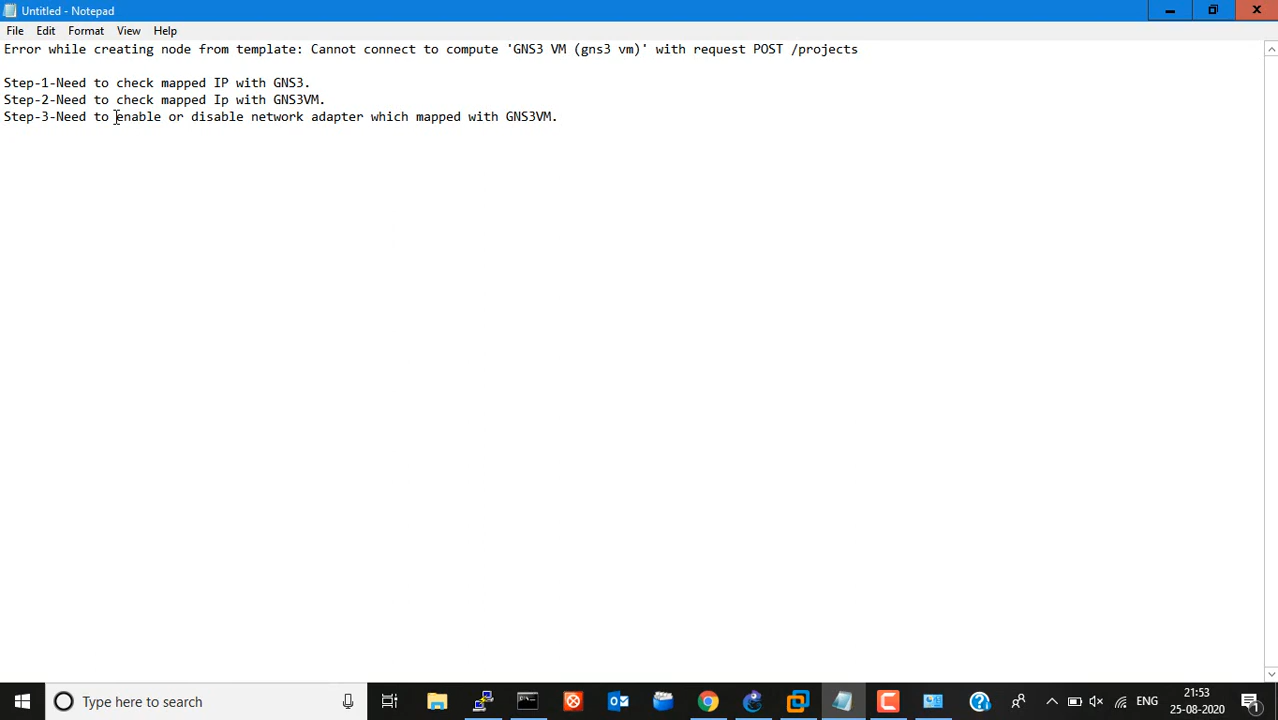 Untitled - Notepad
File Edit Format View Help
Error while creating node from template: Cannot connect to compute 'GNS3 VM (gns3 vm)' with request POST /projects
Step-1-Need to check mapped IP with GNS3.
Step-2-Need to check mapped Ip with GNS3VM.
Step-3-Need to enable or disable network adapter which mapped with GNS3VM.
Type here to search
ENG
21:53
25-08-2020
1